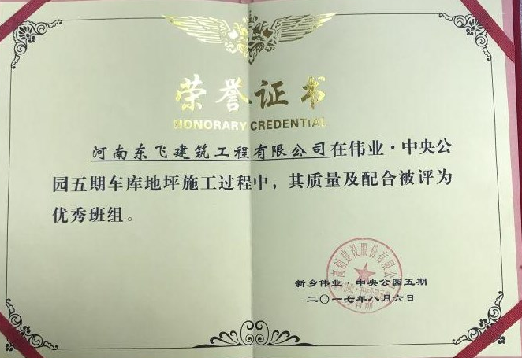 荣誉证书
HONORARY CREDENTIAL
河南东飞建筑工程有限公司在伟业·中央公
园五期车库地坪施工过程中，其质量及配合被评为
优秀班组。
新乡伟业·中央公园五期
二〇一七年八月六日